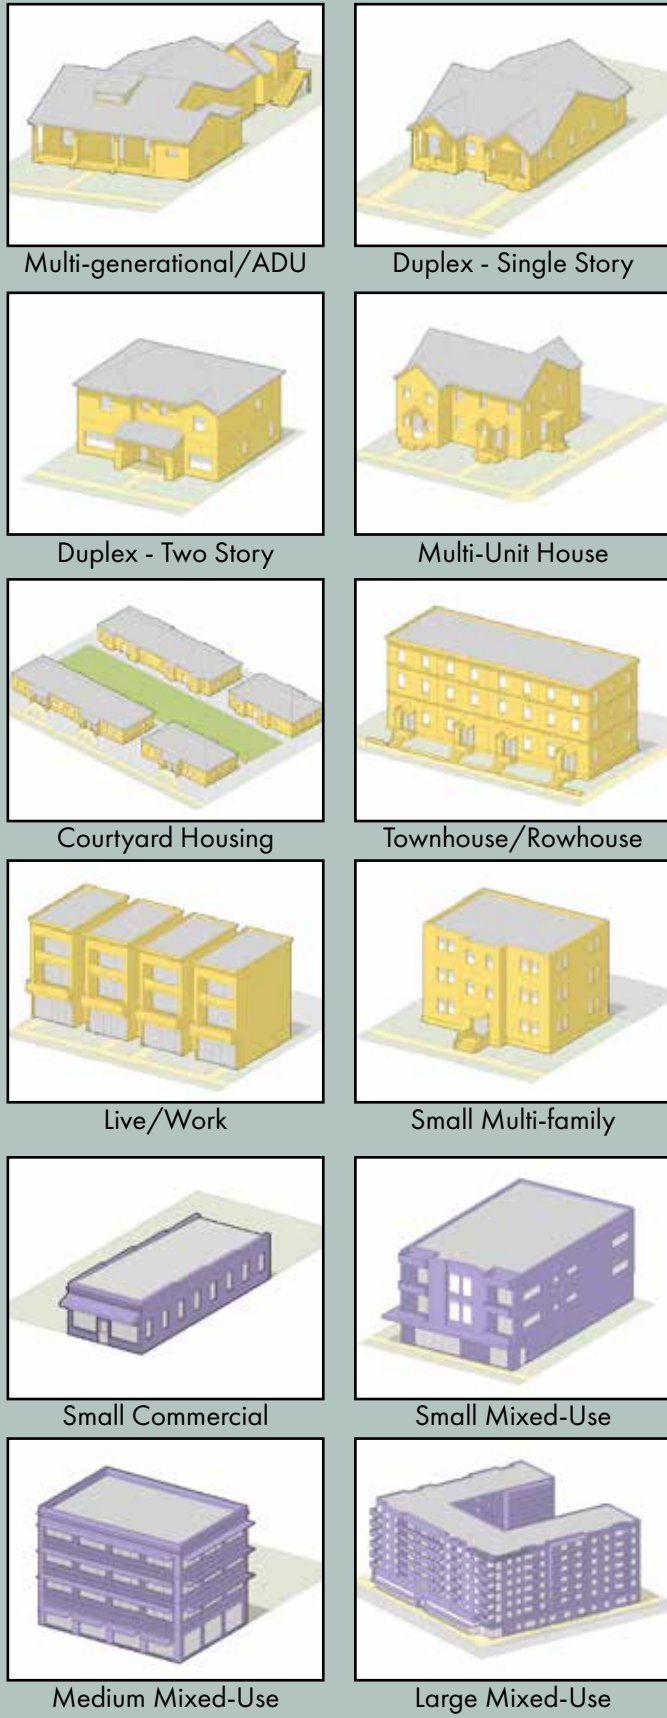 Multi-generational/ADU
Duplex - Single Story
Duplex - Two Story
Multi-Unit House
Courtyard Housing
Townhouse/Rowhouse
Live/Work
Small Multi-family
Small Commercial
Small Mixed-Use
Medium Mixed-Use
Large Mixed-Use